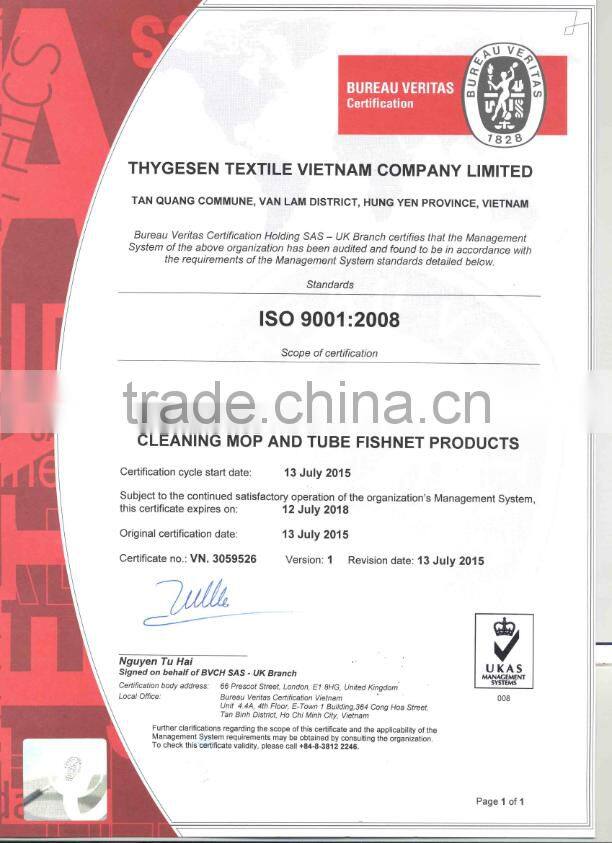 BUREAU VERITAS
Certification
BUREAU VERITAS
1828
THYGESEN TEXTILE VIETNAM COMPANY LIMITED
TAN QUANG COMMUNE, VAN LAM DISTRICT, HUNG YEN PROVINCE, VIETNAM
Bureau Veritas Certification Holding SAS – UK Branch certifies that the Management
System of the above organization has been audited and found to be in accordance with
the requirements of the Management System standards detailed below.
Standards
ISO 9001:2008
Scope of certification
trade.china.cn
CLEANING MOP AND TUBE FISHNET PRODUCTS
Certification cycle start date: 13 July 2015
Subject to the continued satisfactory operation of the organization's Management System,
this certificate expires on: 12 July 2018
Original certification date: 13 July 2015
Certificate no.: VN. 3059526 Version: 1 Revision date: 13 July 2015
Nguyen Tu Hai
Signed on behalf of BVCH SAS - UK Branch
Certification body address: 66 Prescot Street, London, E1 8HG, United Kingdom
Local Office: Bureau Veritas Certification Vietnam
Unit 4.4A, 4th Floor, E-Town 1 Building,364 Cong Hoa Street,
Tan Binh District, Ho Chi Minh City, Vietnam
Further clarifications regarding the scope of this certificate and the applicability of the
Management System requirements may be obtained by consulting the organization.
To check this certificate validity, please call +84-8-3812 2246.
UKAS
MANAGEMENT
SYSTEMS
008
Page 1 of 1